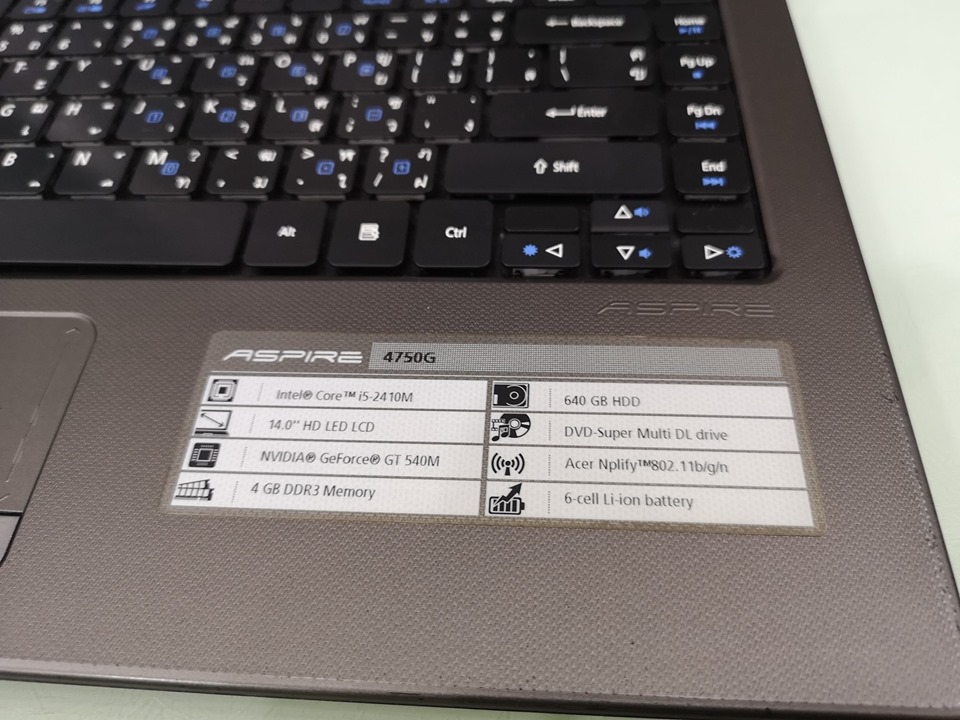 Backspace
Home
P
Pg Up
G
J
K
L
Enter
Pg Dn
B
N
M
<
>
?
Shift
End
Alt
Ctrl
ASPIRE
ASPIRE 4750G
Intel® Core™ i5-2410M
640 GB HDD
14.0'' HD LED LCD
DVD-Super Multi DL drive
NVIDIA® GeForce® GT 540M
Acer Nplify™802.11b/g/n
4 GB DDR3 Memory
6-cell Li-ion battery